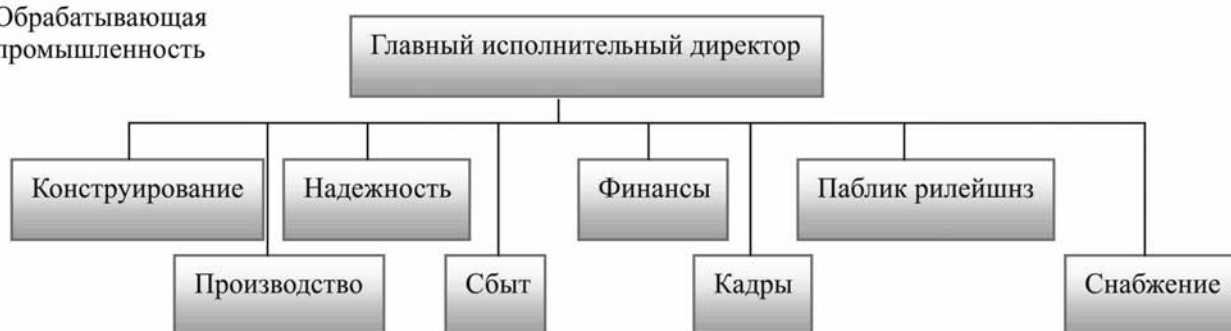 Обрабатывающая
промышленность
Главный исполнительный директор
Конструирование
Надежность
Финансы
Паблик рилейшнз
Производство
Сбыт
Кадры
Снабжение